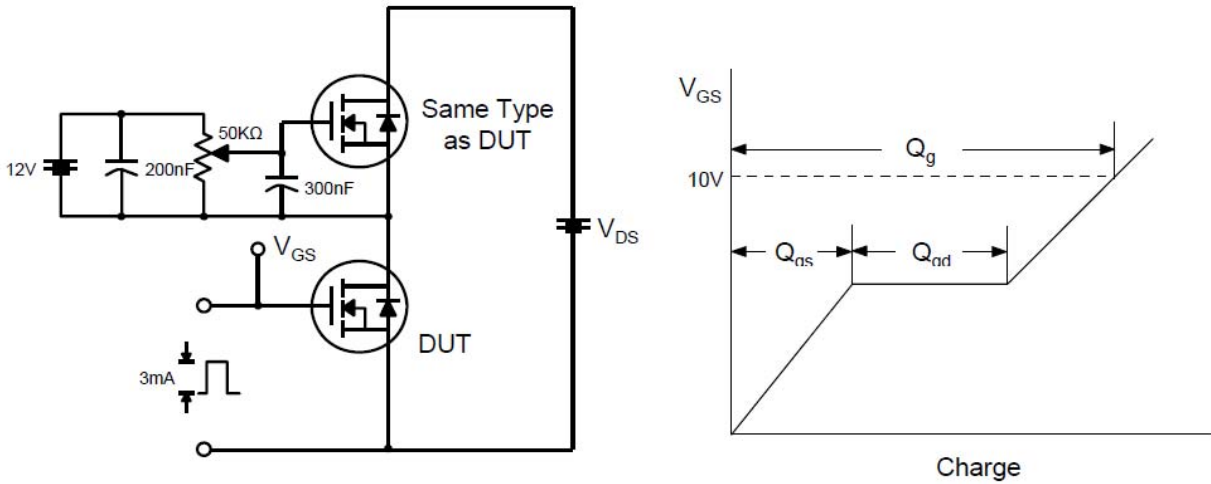 12V
200nF
50KΩ
300nF
Same Type
as DUT
V_GS
DUT
3mA
V_DS
V_GS
10V
Q_g
Q_gs
Q_gd
Charge